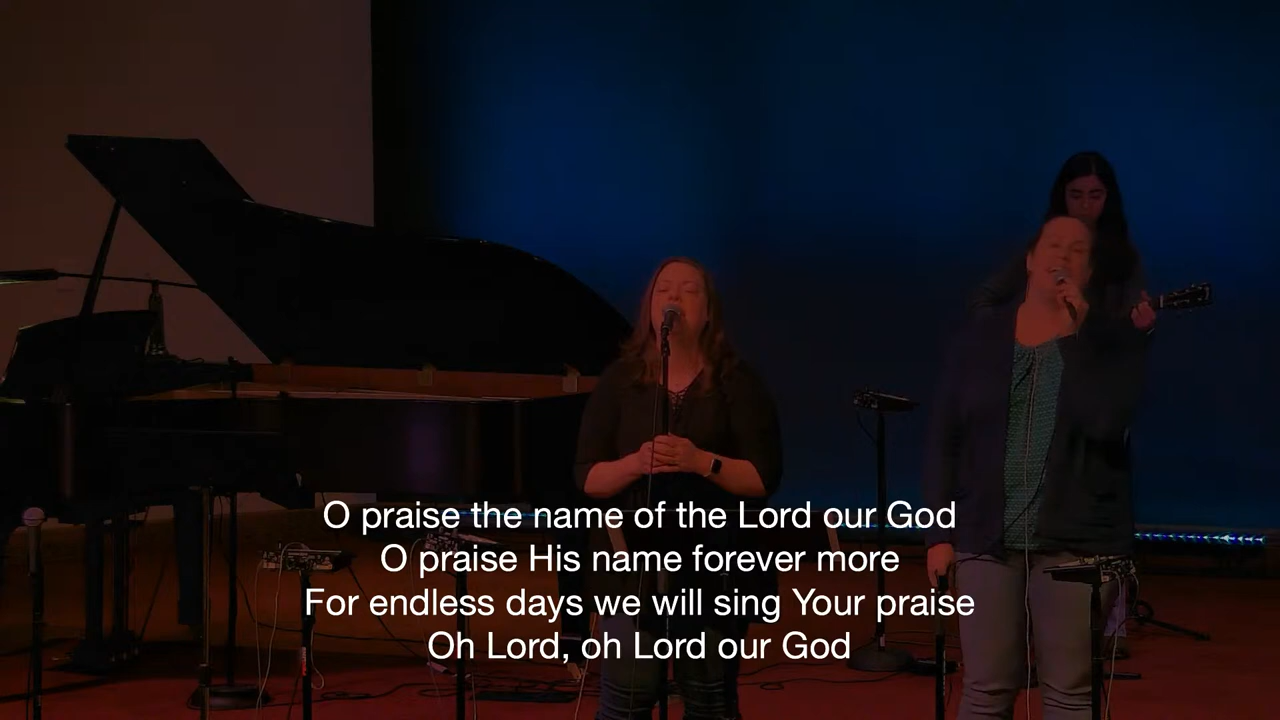 O praise the name of the Lord our God
O praise His name forever more
For endless days we will sing Your praise
Oh Lord, oh Lord our God